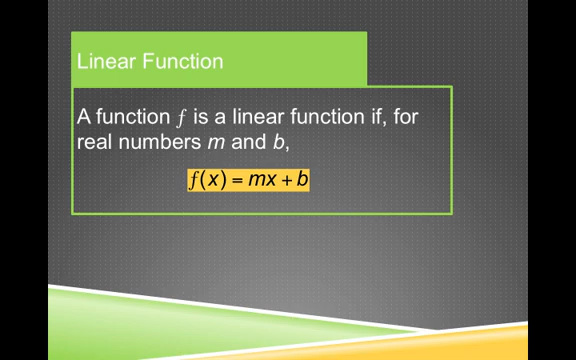 Linear Function
A function f is a linear function if, for
real numbers m and b,
f(x) = mx + b